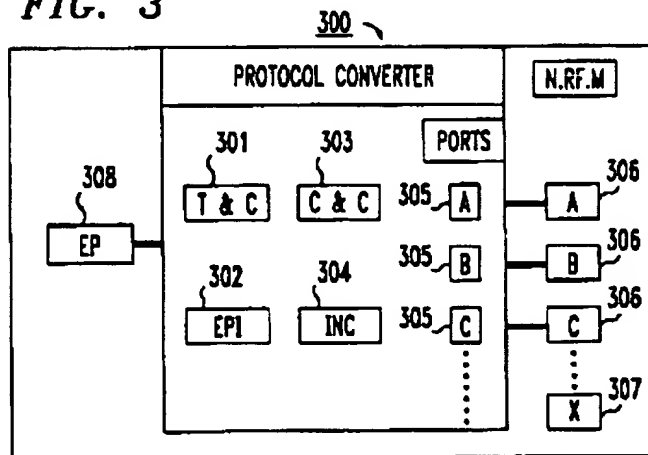 FIG. 3
300
PROTOCOL CONVERTER
N.RF.M
PORTS
301
303
308
T & C
C & C
305
A
306
A
EP
305
B
306
B
302
304
EPI
INC
305
C
306
C
X
307